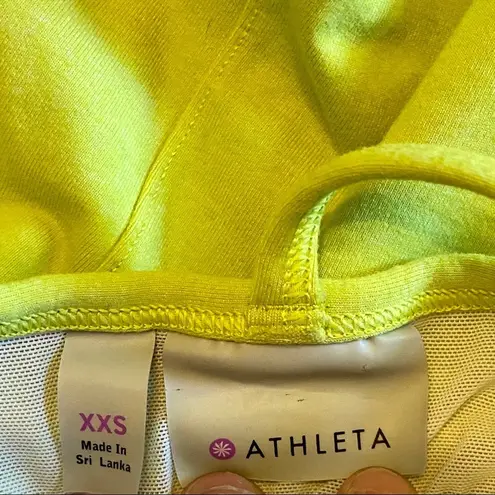 XXS
Made In
Sri Lanka
ATHLETA